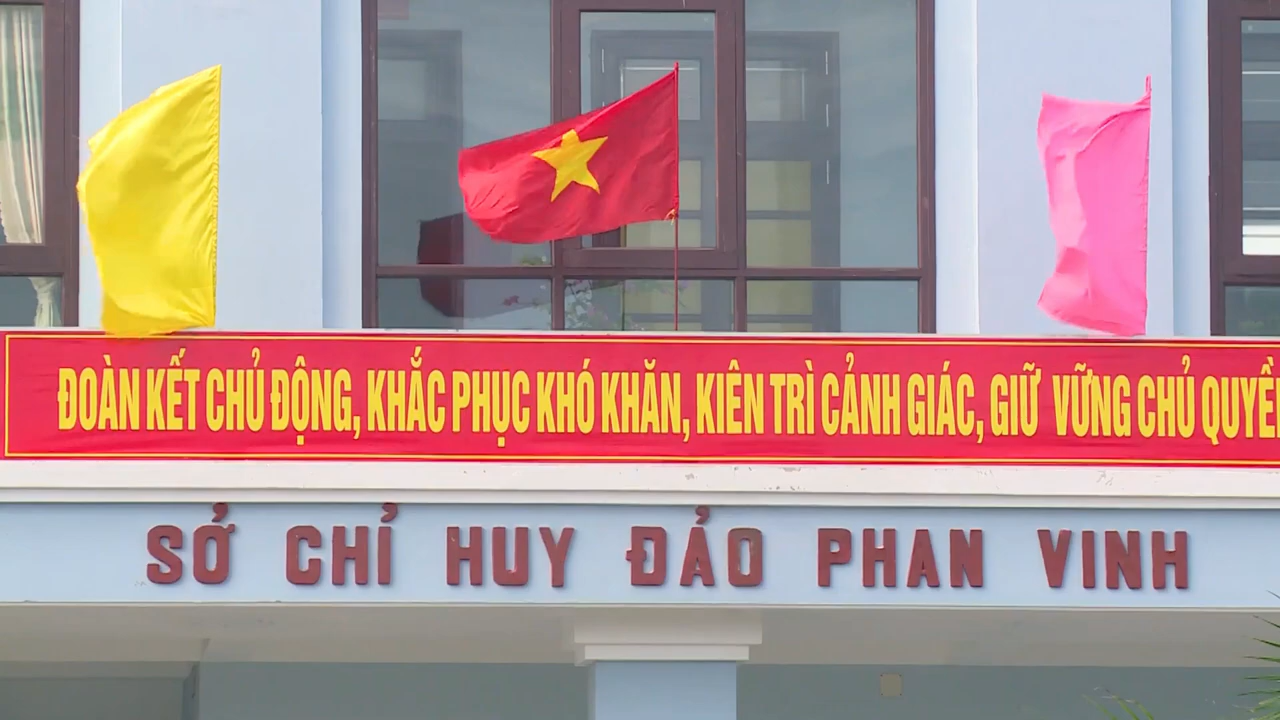 ĐOÀN KẾT CHỦ ĐỘNG, KHẮC PHỤC KHÓ KHĂN, KIÊN TRÌ CẢNH GIÁC, GIỮ VỮNG CHỦ QUYỀ
SỞ CHỈ HUY ĐẢO PHAN VINH